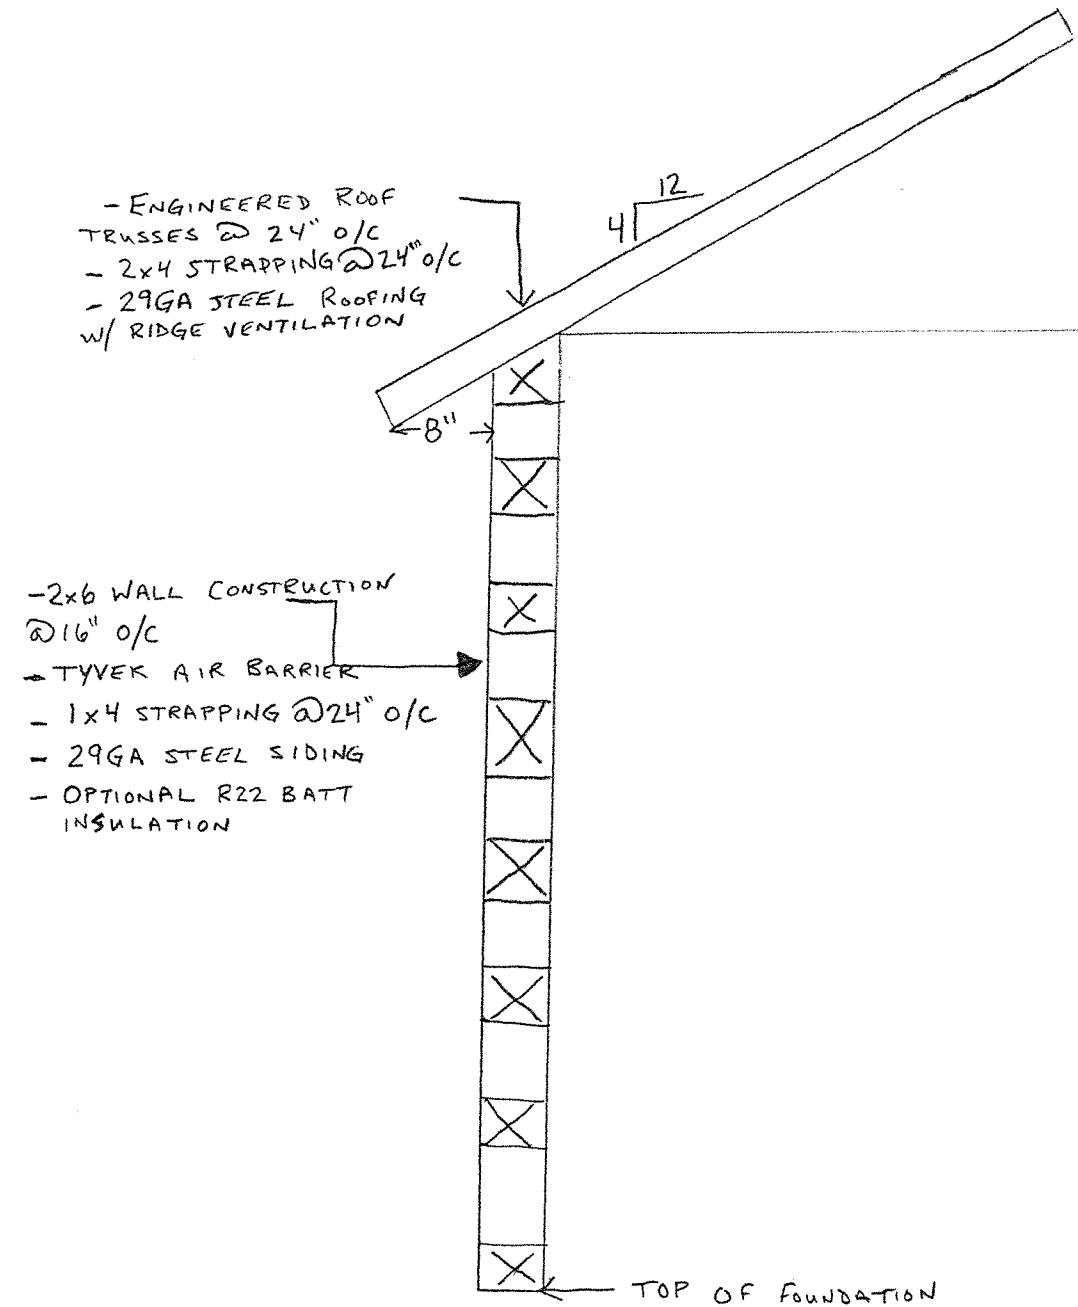 - ENGINEERED ROOF
TRUSSES @ 24" O/C
- 2x4 STRAPPING @ 24" O/C
- 29GA STEEL ROOFING
W/ RIDGE VENTILATION
12
4
8"
- 2x6 WALL CONSTRUCTION
@ 16" O/C
- TYVEK AIR BARRIER
- 1x4 STRAPPING @ 24" O/C
- 29GA STEEL SIDING
- OPTIONAL R22 BATT
INSULATION
TOP OF FOUNDATION